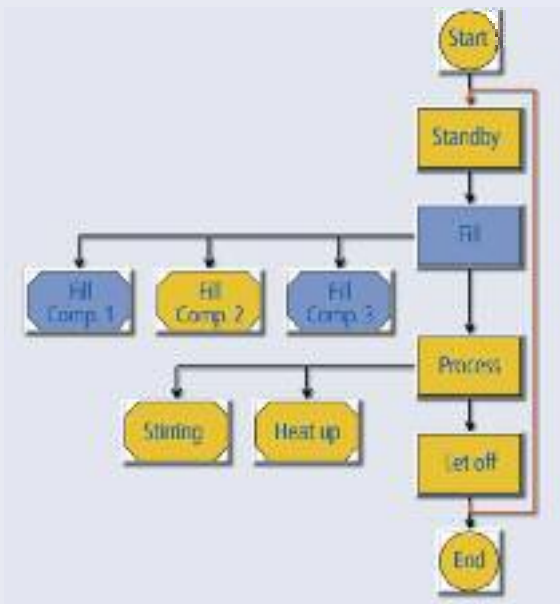 Start
Standby
Fill
Fill
Comp. 1
Fill
Comp. 2
Fill
Comp. 3
Process
Stirring
Heat up
Let off
End